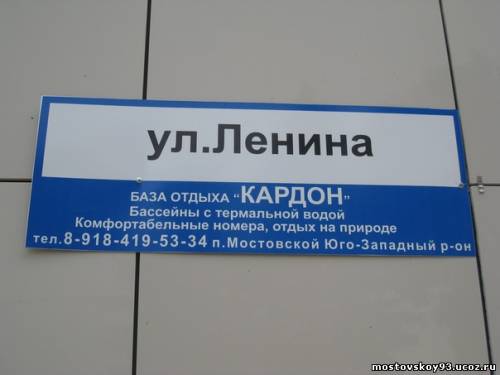 ул.Ленина
БАЗА ОТДЫХА "КАРДОН"
Бассейны с термальной водой
Комфортабельные номера, отдых на природе
тел.8-918-419-53-34 п.Мостовской Юго-Западный р-он
mostovskoy93.ucoz.ru